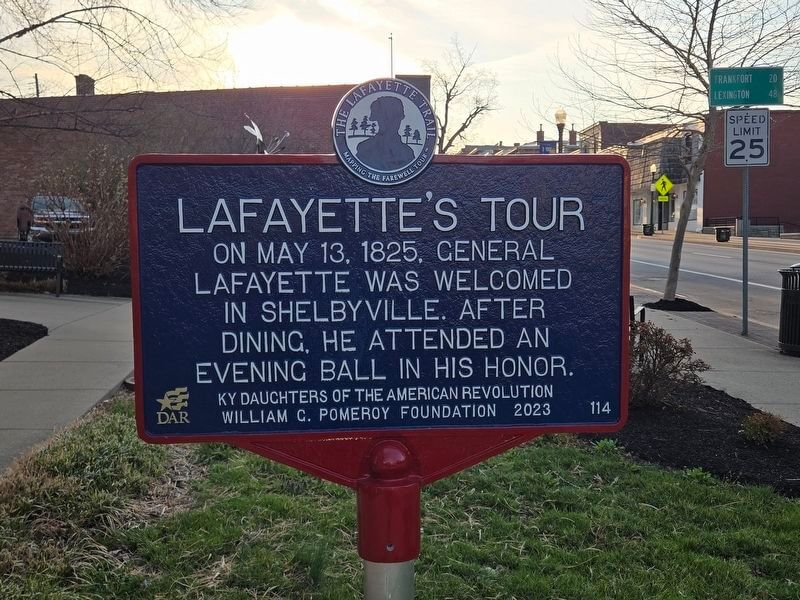 THE LAFAYETTE TRAIL
MAPPING THE FAREWELL TOUR
LAFAYETTE'S TOUR
ON MAY 13, 1825, GENERAL
LAFAYETTE WAS WELCOMED
IN SHELBYVILLE. AFTER
DINING, HE ATTENDED AN
EVENING BALL IN HIS HONOR.
KY DAUGHTERS OF THE AMERICAN REVOLUTION
WILLIAM G. POMEROY FOUNDATION 2023 114
DAR
FRANKFORT 20
LEXINGTON 48
SPEED
LIMIT
25